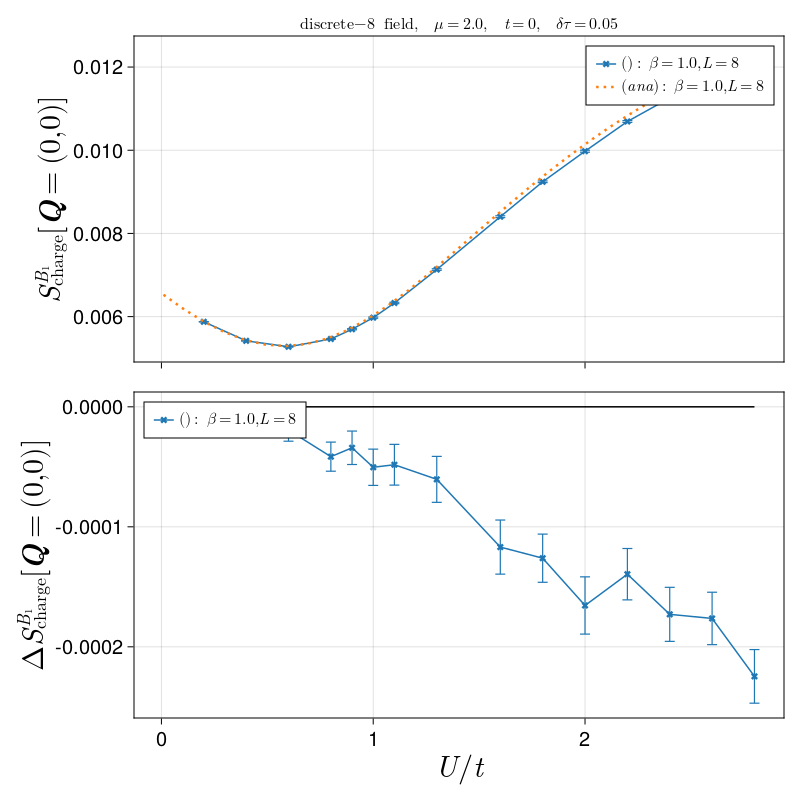 discrete−8 field, μ = 2.0, t = 0, δτ = 0.05
S^{B_1}_{charge}[Q = (0,0)]
0.012
0.010
0.008
0.006
() : β = 1.0,L = 8
(ana) : β = 1.0,L = 8
ΔS^{B_1}_{charge}[Q = (0,0)]
0.0000
-0.0001
-0.0002
() : β = 1.0,L = 8
0 1 2
U/t